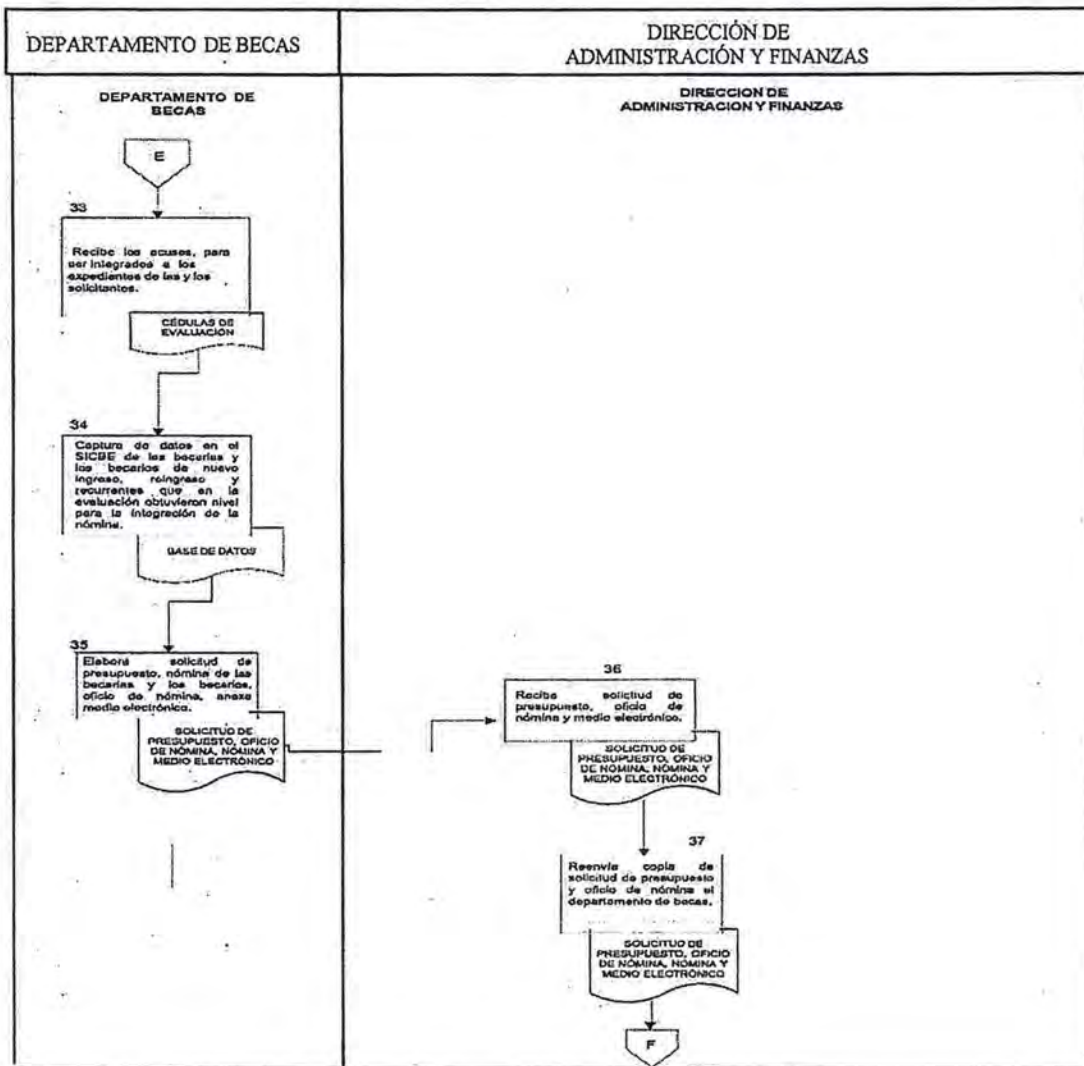 DEPARTAMENTO DE BECAS
DIRECCIÓN DE
ADMINISTRACIÓN Y FINANZAS
DEPARTAMENTO DE
BECAS
E
33
Recibe los acuses, para
ser integrados a los
expedientes de las y los
solicitantes.
CÉDULAS DE
EVALUACIÓN
34
Captura de datos en el
SICBE de las becarias y
los becarios de nuevo
ingreso, reingreso y
recurrentes que en la
evaluación obtuvieron nivel
para la integración de la
nómina.
BASE DE DATOS
35
Elabora solicitud de
presupuesto, nómina de las
becarias y los becarios,
oficio de nómina, anexa
medio electrónico.
SOLICITUD DE
PRESUPUESTO, OFICIO
DE NÓMINA, NÓMINA Y
MEDIO ELECTRÓNICO
DIRECCION DE
ADMINISTRACION Y FINANZAS
36
Recibe solicitud de
presupuesto, oficio de
nómina y medio electrónico.
SOLICITUD DE
PRESUPUESTO, OFICIO
DE NÓMINA, NÓMINA Y
MEDIO ELECTRÓNICO
37
Reenvía copia de
solicitud de presupuesto
y oficio de nómina al
departamento de becas.
SOLICITUD DE
PRESUPUESTO, OFICIO
DE NÓMINA, NÓMINA Y
MEDIO ELECTRÓNICO
F